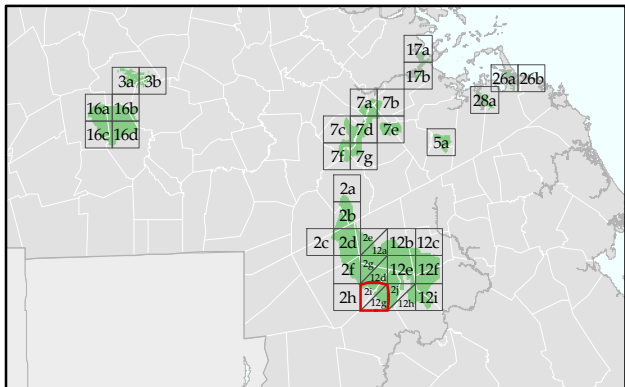 17a
3a 3b 17b 26a 26b
16a 16b 7a 7b 28a
16c 16d 7c 7d 7e 5a
7f 7g
2a
2b
2c 2d 2e 12a 12b 12c
2f 2g 12d 12e 12f
2h 2i 12g 2j 12h 12i